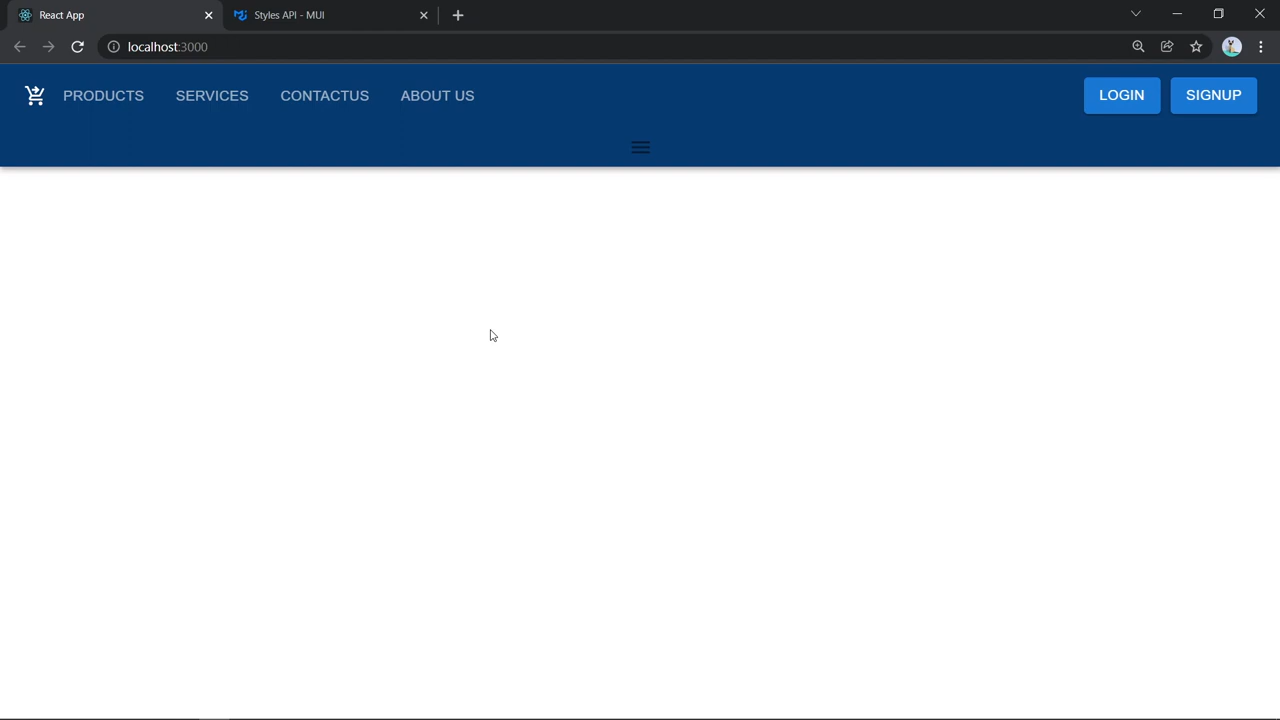 React App
Styles API - MUI
localhost:3000
PRODUCTS SERVICES CONTACTUS ABOUT US LOGIN SIGNUP